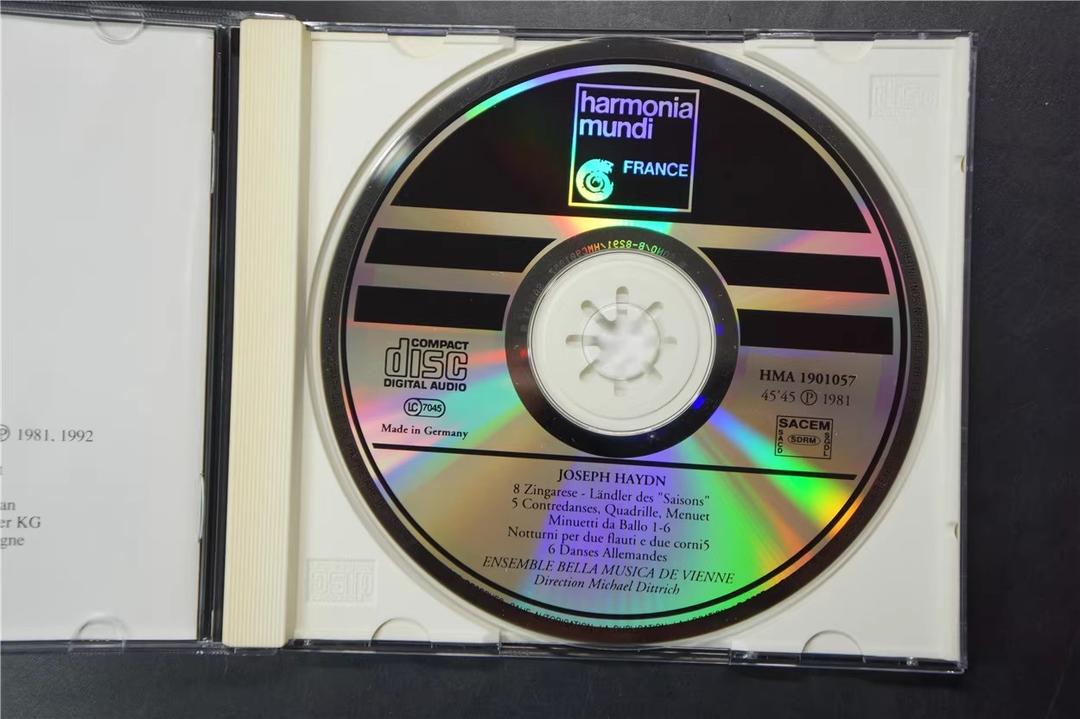 harmonia
mundi
FRANCE
COMPACT
disc
DIGITAL AUDIO
LC 7045
Made in Germany
HMA 1901057
45'45 Ⓟ 1981
SACEM
SACD
SDRM
SGDL
JOSEPH HAYDN
8 Zingarese - Ländler des "Saisons"
5 Contredanses, Quadrille, Menuet
Minuetti da Ballo 1-6
Notturni per due flauti e due corni5
6 Danses Allemandes
ENSEMBLE BELLA MUSICA DE VIENNE
Direction Michael Dittrich
Ⓟ 1981, 1992
an
er KG
gne